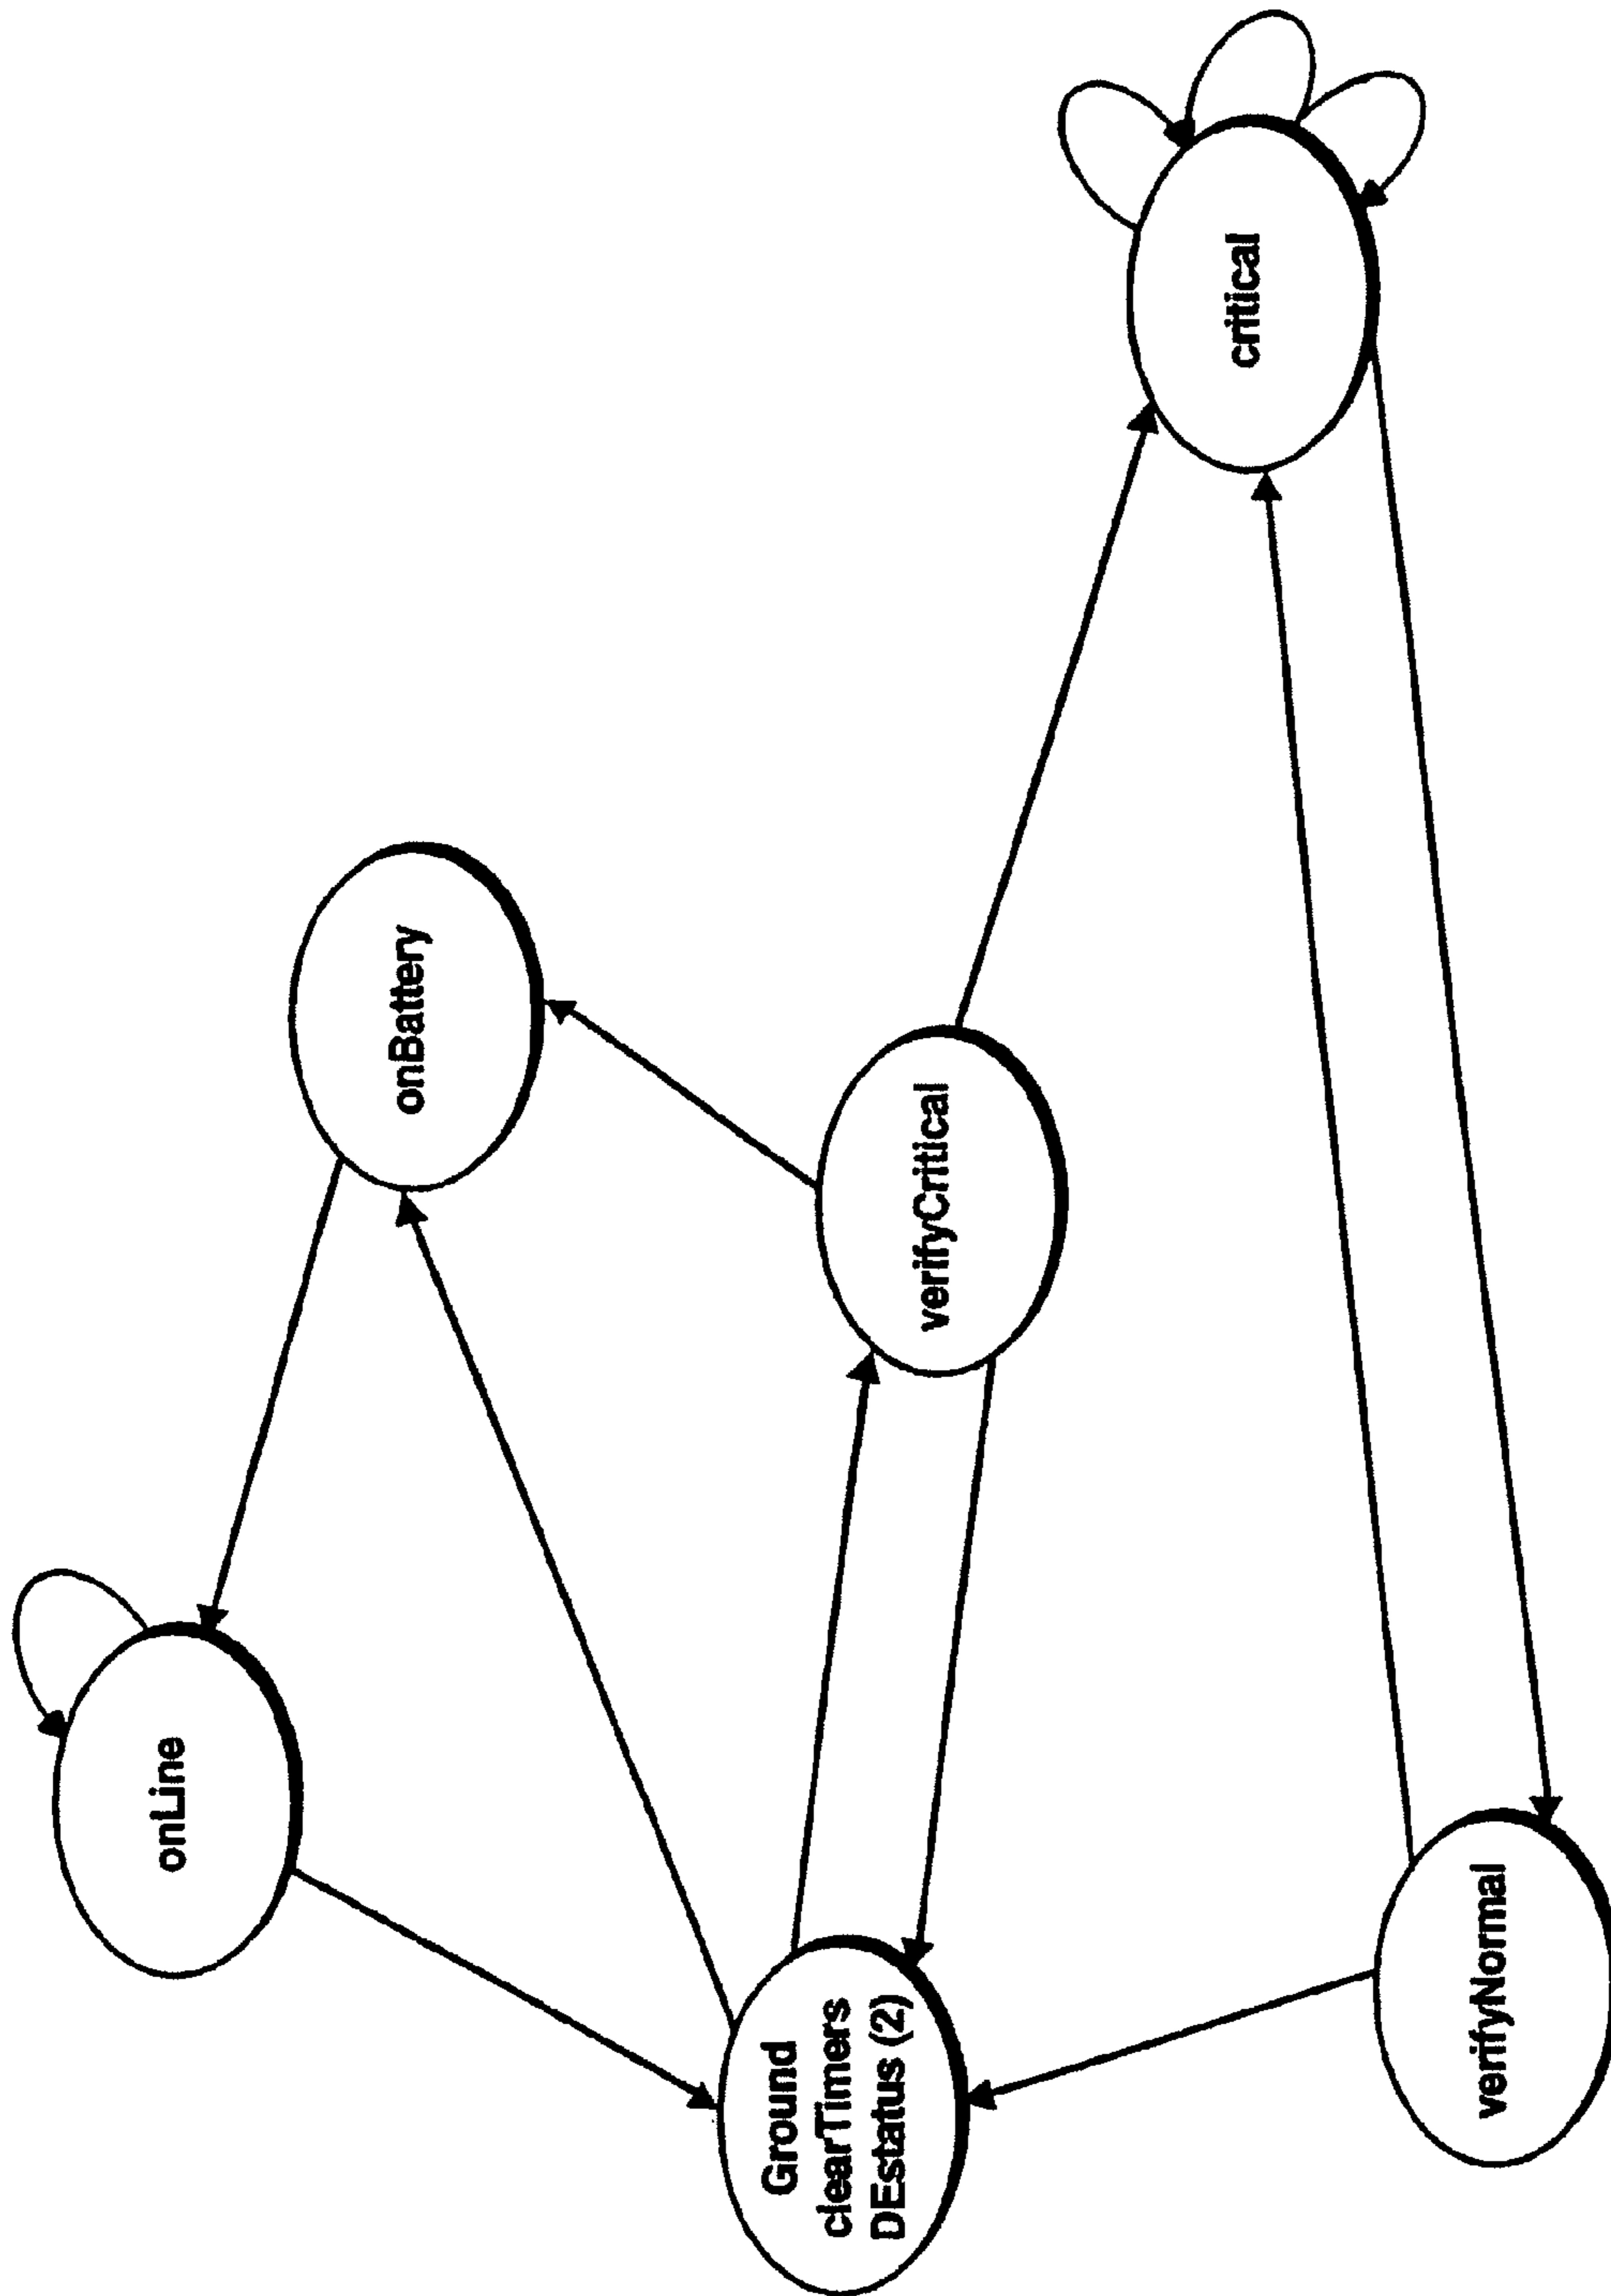 onLine
onBattery
Ground
clearTimers
DEstatus (2)
verifyCritical
critical
verifyNormal